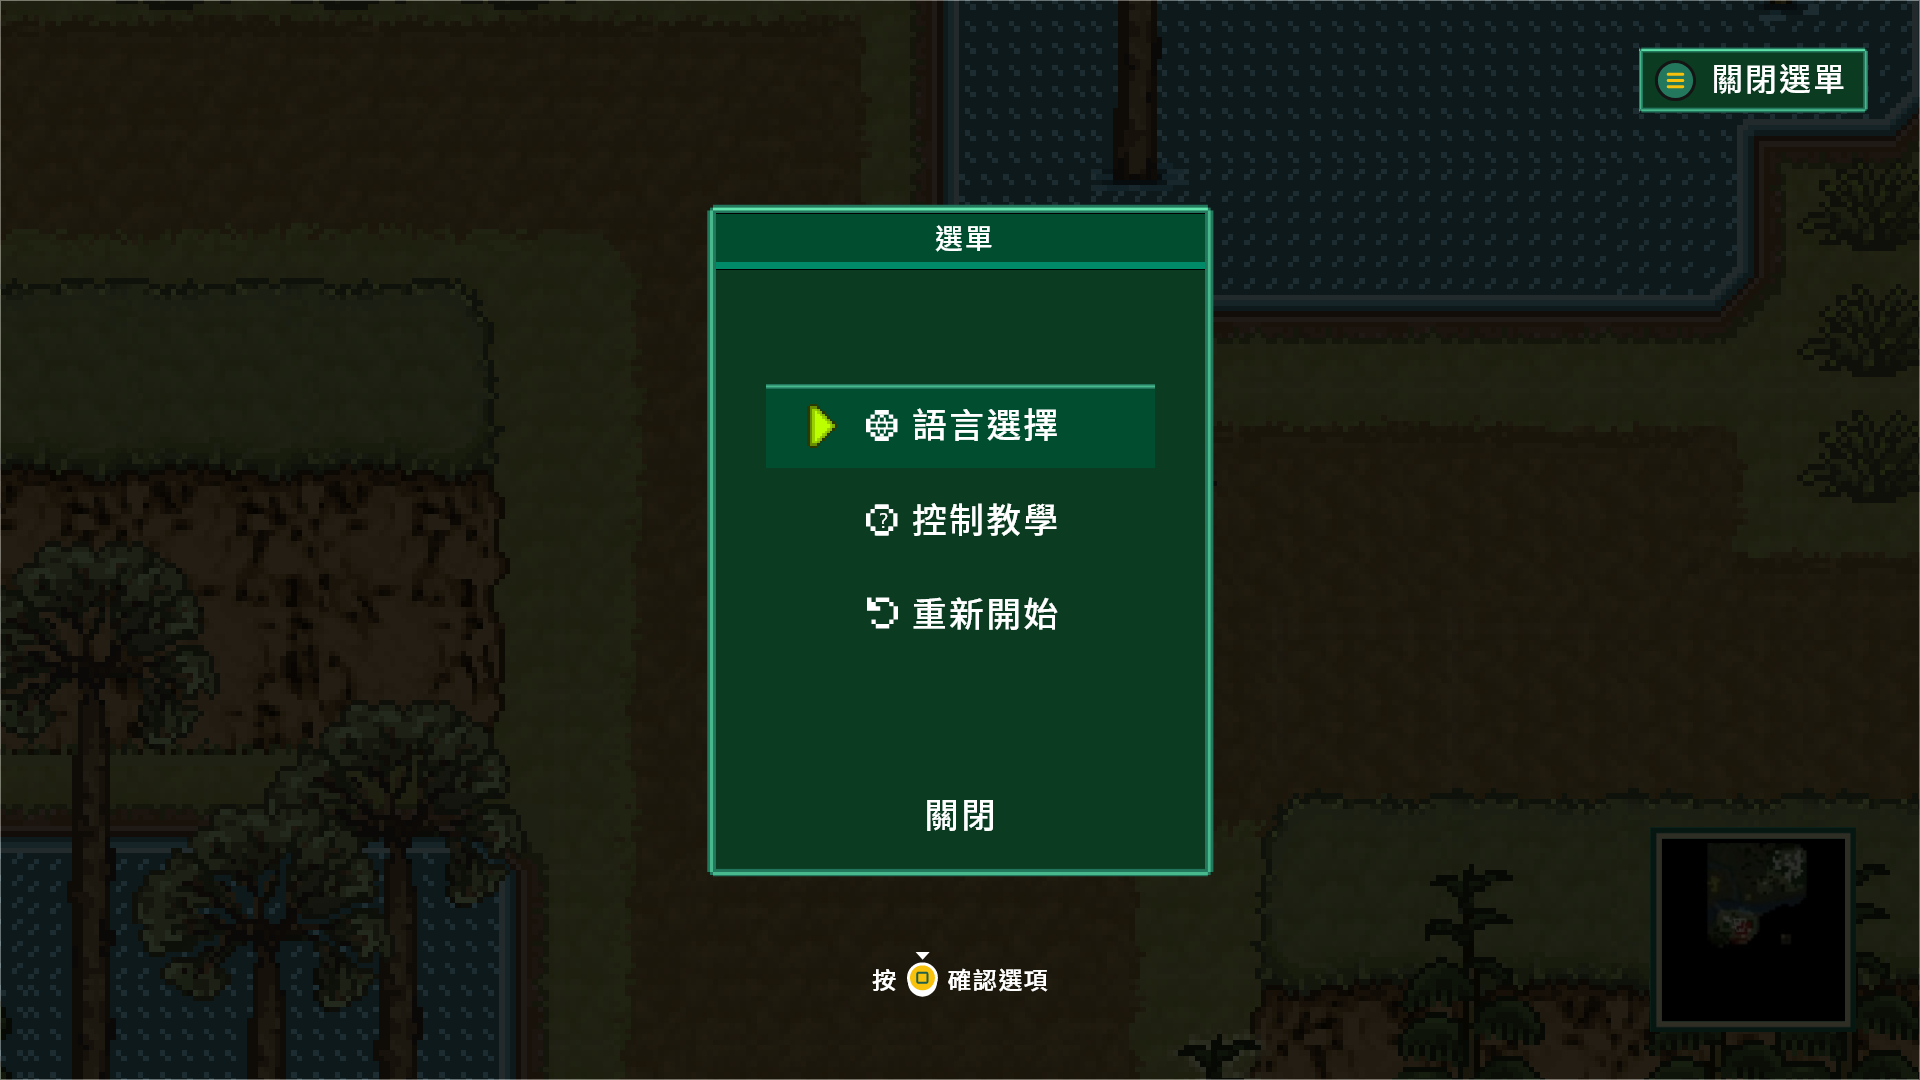 關閉選單
選單
語言選擇
控制教學
重新開始
關閉
按 確認選項